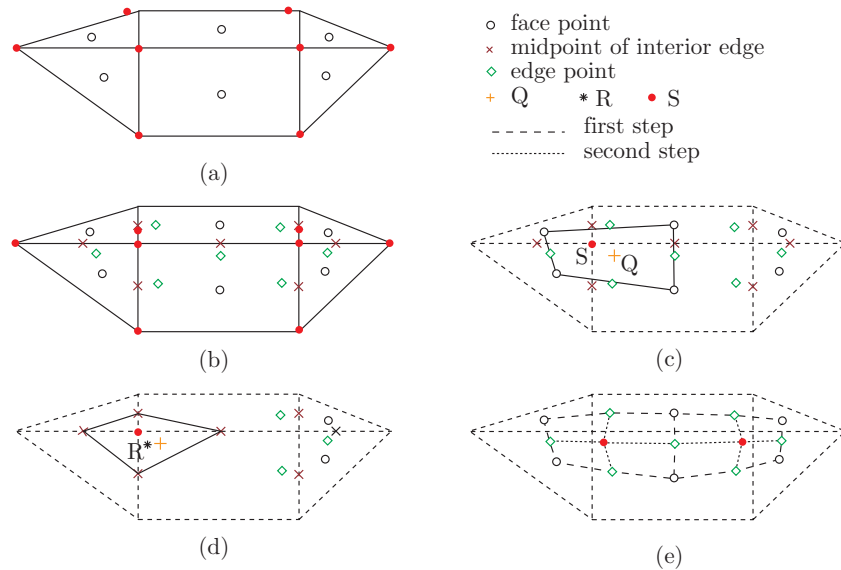 face point
midpoint of interior edge
edge point
Q R S
first step
second step
(a)
(b)
S Q
(c)
R*
(d)
(e)